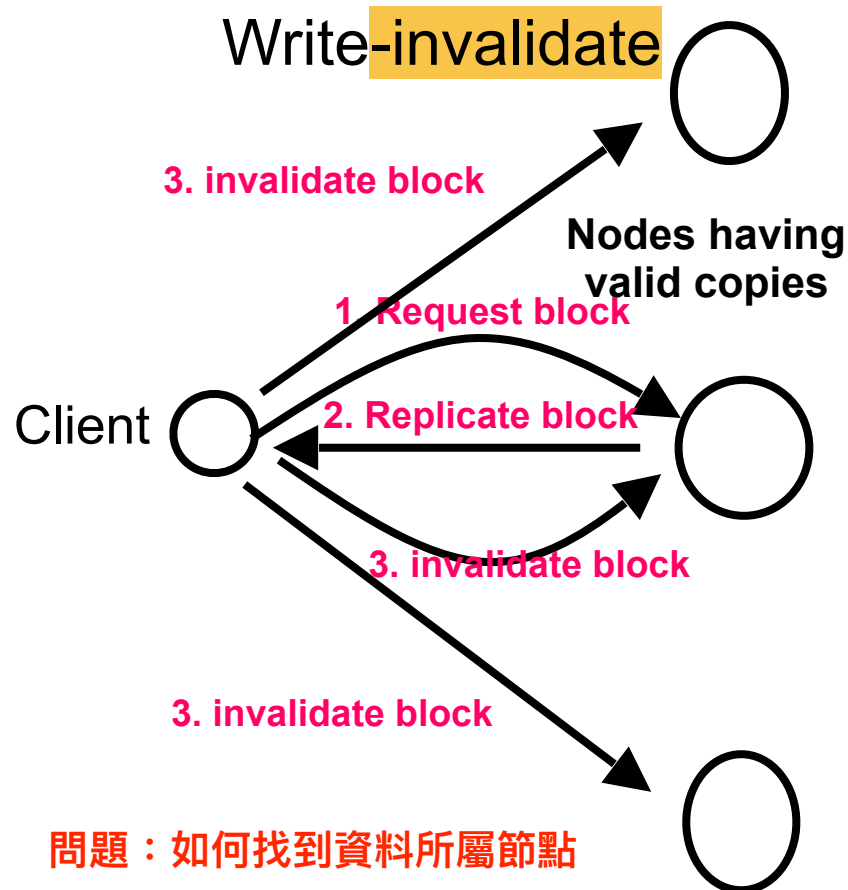 Write-invalidate
3. invalidate block
Nodes having
valid copies
1. Request block
Client
2. Replicate block
3. invalidate block
3. invalidate block
問題：如何找到資料所屬節點